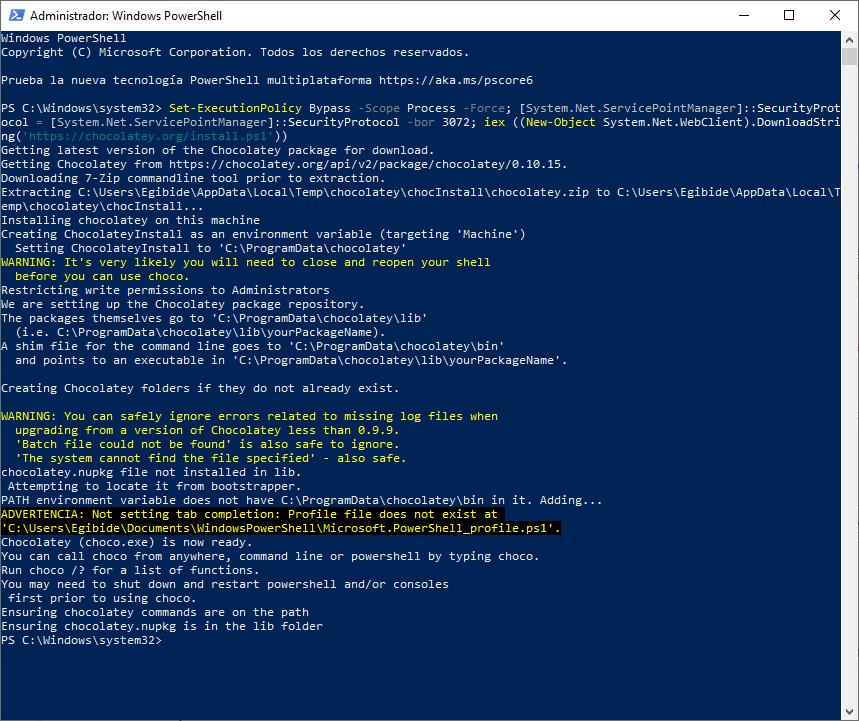 Administrador: Windows PowerShell
Windows PowerShell
Copyright (C) Microsoft Corporation. Todos los derechos reservados.
Prueba la nueva tecnología PowerShell multiplataforma https://aka.ms/pscore6
PS C:\Windows\system32> Set-ExecutionPolicy Bypass -Scope Process -Force; [System.Net.ServicePointManager]::SecurityProt
ocol = [System.Net.ServicePointManager]::SecurityProtocol -bor 3072; iex ((New-Object System.Net.WebClient).DownloadStri
ng('https://chocolatey.org/install.ps1'))
Getting latest version of the Chocolatey package for download.
Getting Chocolatey from https://chocolatey.org/api/v2/package/chocolatey/0.10.15.
Downloading 7-Zip commandline tool prior to extraction.
Extracting C:\Users\Egibide\AppData\Local\Temp\chocolatey\chocInstall\chocolatey.zip to C:\Users\Egibide\AppData\Local\T
emp\chocolatey\chocInstall...
Installing chocolatey on this machine
Creating ChocolateyInstall as an environment variable (targeting 'Machine')
  Setting ChocolateyInstall to 'C:\ProgramData\chocolatey'
WARNING: It's very likely you will need to close and reopen your shell
  before you can use choco.
Restricting write permissions to Administrators
We are setting up the Chocolatey package repository.
The packages themselves go to 'C:\ProgramData\chocolatey\lib'
  (i.e. C:\ProgramData\chocolatey\lib\yourPackageName).
A shim file for the command line goes to 'C:\ProgramData\chocolatey\bin'
  and points to an executable in 'C:\ProgramData\chocolatey\lib\yourPackageName'.
Creating Chocolatey folders if they do not already exist.
WARNING: You can safely ignore errors related to missing log files when
  upgrading from a version of Chocolatey less than 0.9.9.
  'Batch file could not be found' is also safe to ignore.
  'The system cannot find the file specified' - also safe.
chocolatey.nupkg file not installed in lib.
 Attempting to locate it from bootstrapper.
PATH environment variable does not have C:\ProgramData\chocolatey\bin in it. Adding...
ADVERTENCIA: Not setting tab completion: Profile file does not exist at
'C:\Users\Egibide\Documents\WindowsPowerShell\Microsoft.PowerShell_profile.ps1'.
Chocolatey (choco.exe) is now ready.
You can call choco from anywhere, command line or powershell by typing choco.
Run choco /? for a list of functions.
You may need to shut down and restart powershell and/or consoles
 first prior to using choco.
Ensuring chocolatey commands are on the path
Ensuring chocolatey.nupkg is in the lib folder
PS C:\Windows\system32>